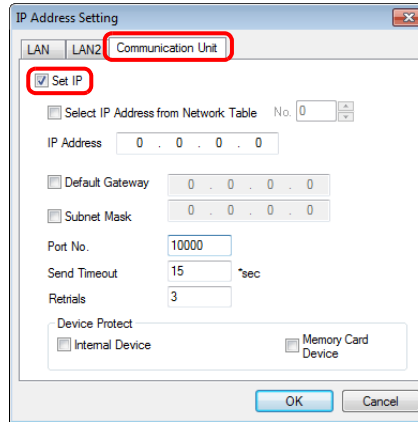 IP Address Setting
LAN LAN2 Communication Unit
Set IP
Select IP Address from Network Table No. 0
IP Address 0 . 0 . 0 . 0
Default Gateway 0 . 0 . 0 . 0
Subnet Mask 0 . 0 . 0 . 0
Port No. 10000
Send Timeout 15 *sec
Retrials 3
Device Protect
Internal Device Memory Card
Device
OK Cancel